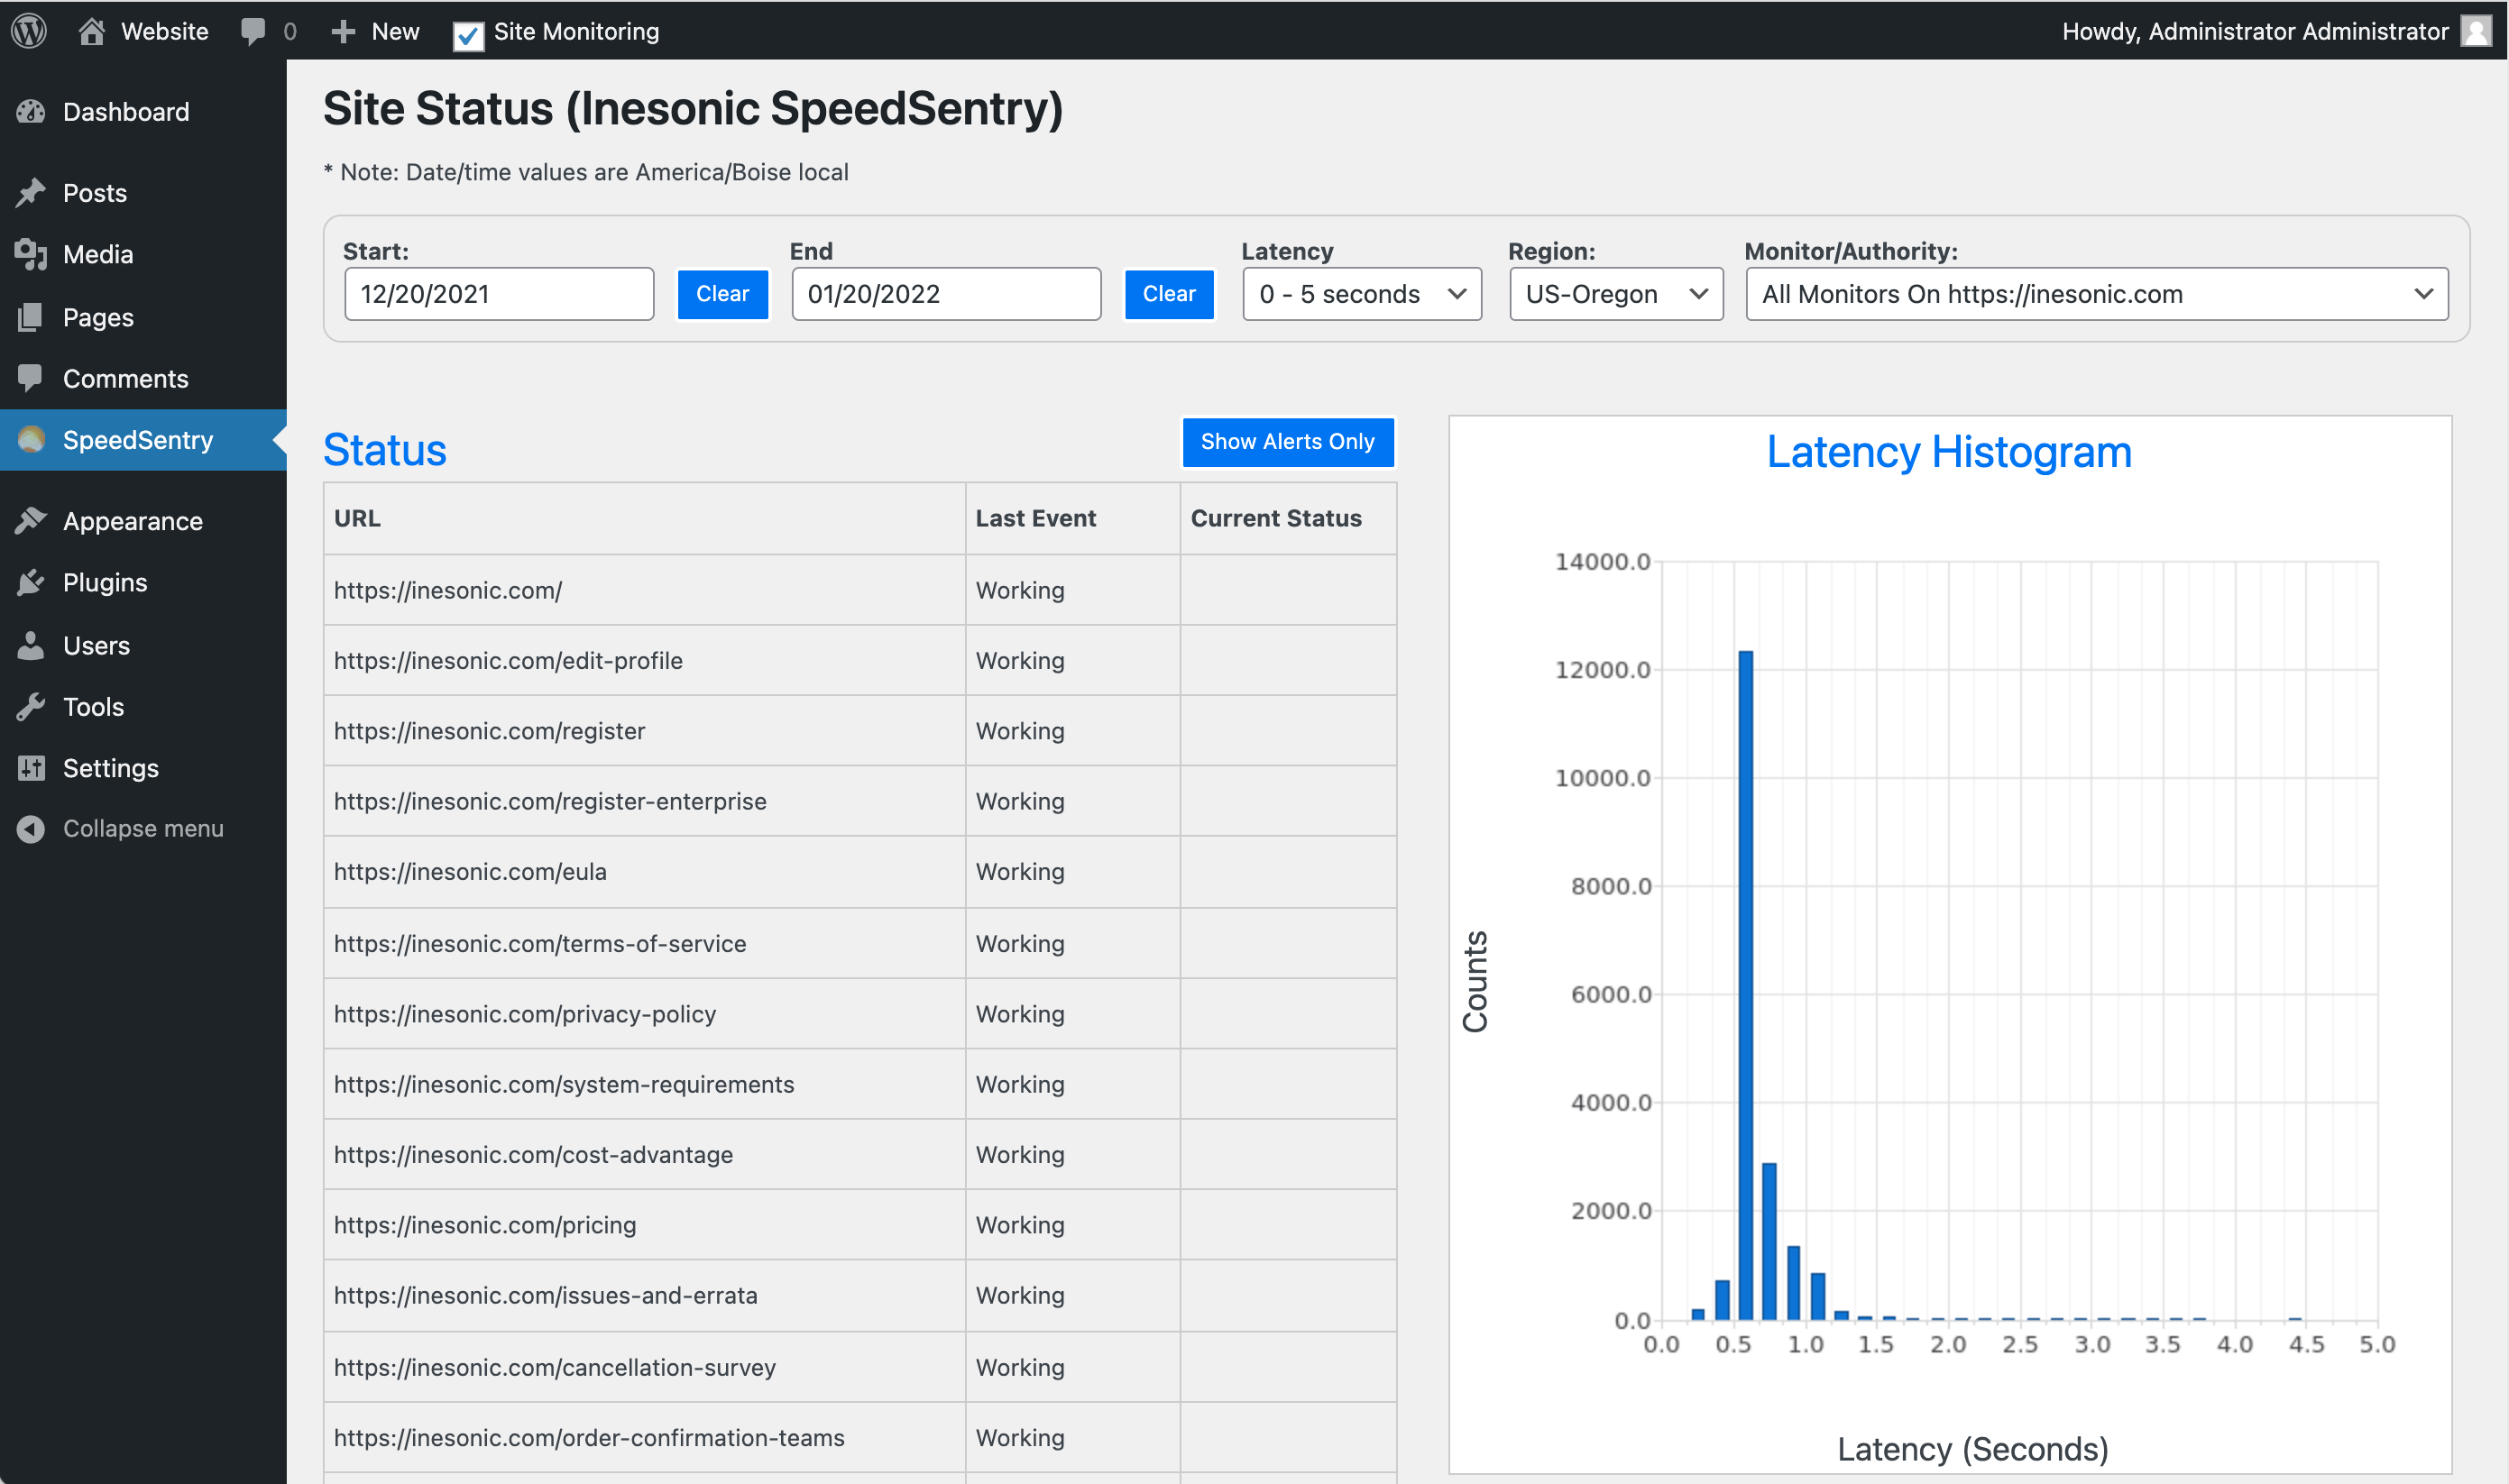 Website 0 New Site Monitoring Howdy, Administrator Administrator
Dashboard
Posts
Media
Pages
Comments
SpeedSentry
Appearance
Plugins
Users
Tools
Settings
Collapse menu
Site Status (Inesonic SpeedSentry)
* Note: Date/time values are America/Boise local
Start: End Latency Region: Monitor/Authority:
12/20/2021 Clear 01/20/2022 Clear 0 - 5 seconds US-Oregon All Monitors On https://inesonic.com
Status Show Alerts Only
URL Last Event Current Status
https://inesonic.com/ Working
https://inesonic.com/edit-profile Working
https://inesonic.com/register Working
https://inesonic.com/register-enterprise Working
https://inesonic.com/eula Working
https://inesonic.com/terms-of-service Working
https://inesonic.com/privacy-policy Working
https://inesonic.com/system-requirements Working
https://inesonic.com/cost-advantage Working
https://inesonic.com/pricing Working
https://inesonic.com/issues-and-errata Working
https://inesonic.com/cancellation-survey Working
https://inesonic.com/order-confirmation-teams Working
Latency Histogram
14000.0
12000.0
10000.0
8000.0
6000.0
4000.0
2000.0
0.0
Counts
0.0 0.5 1.0 1.5 2.0 2.5 3.0 3.5 4.0 4.5 5.0
Latency (Seconds)